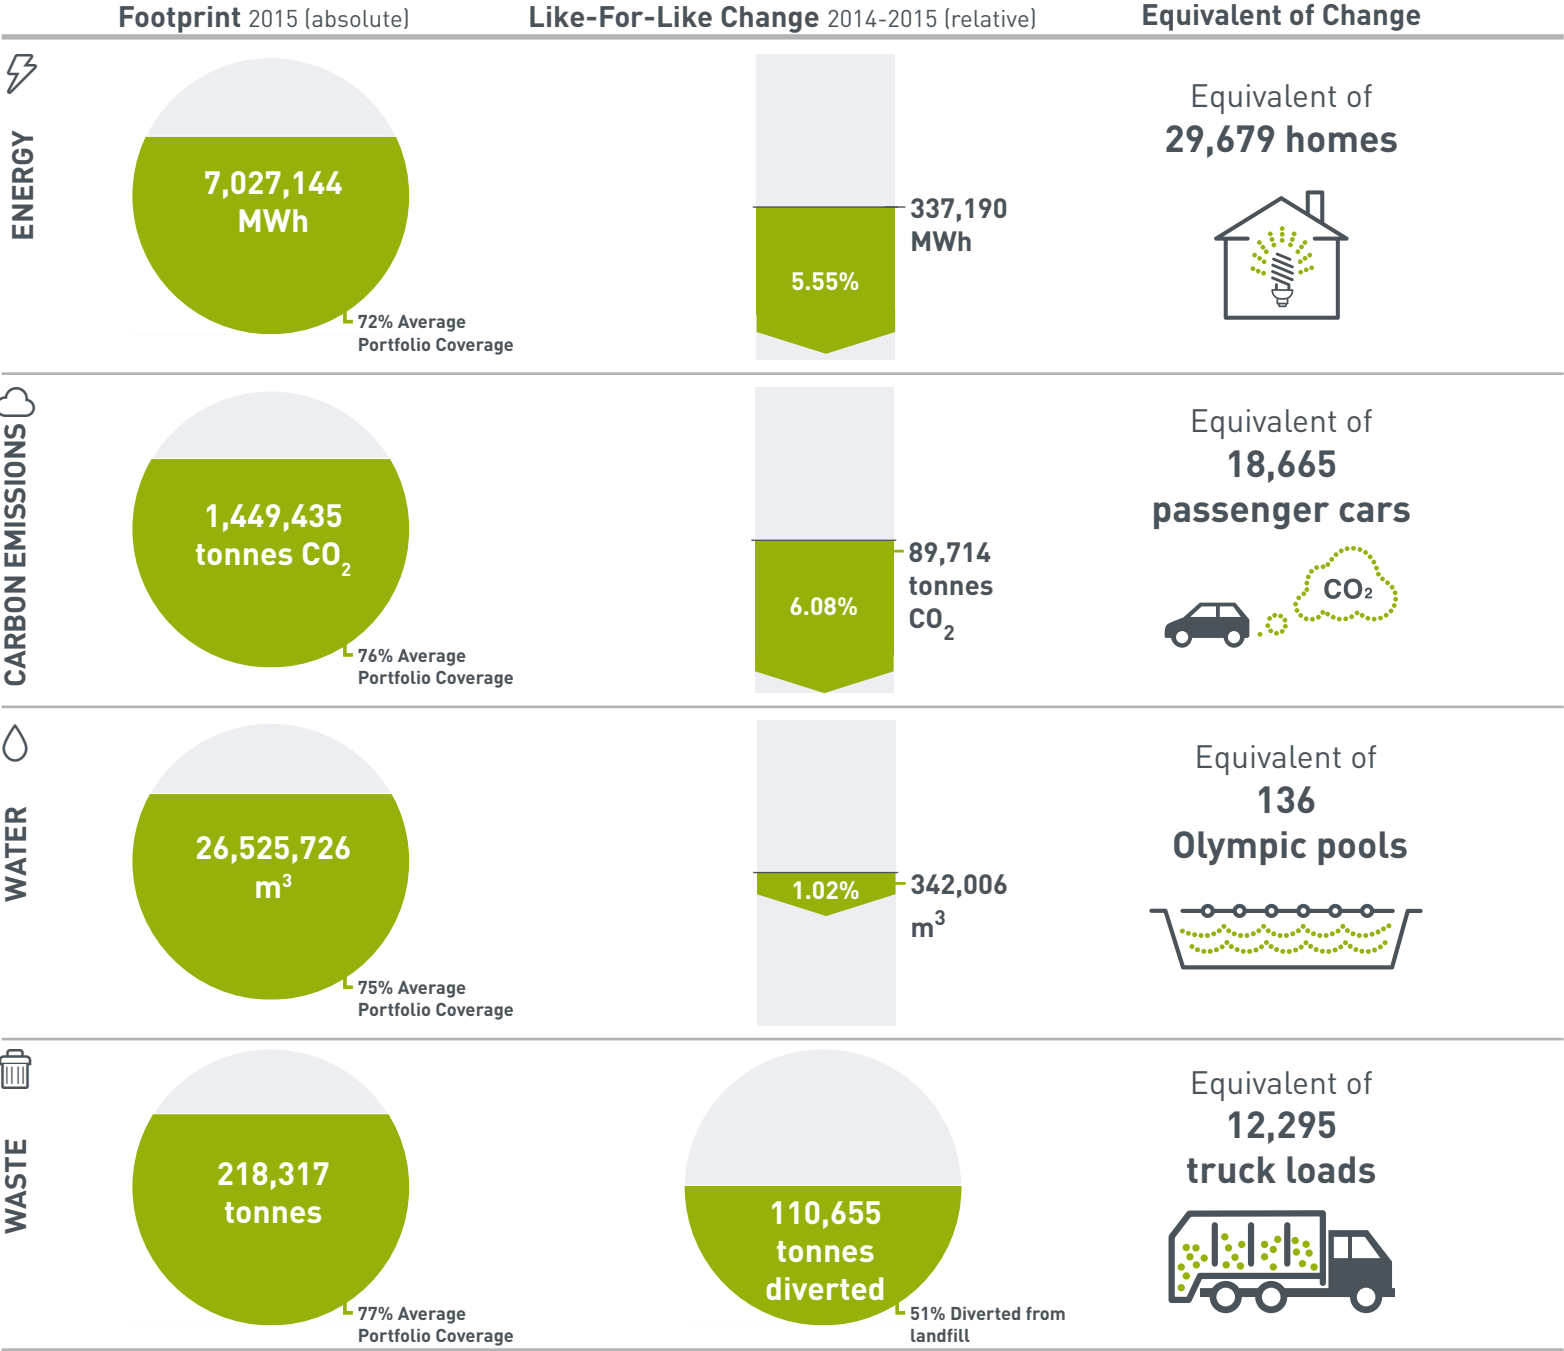 Footprint 2015 (absolute)
Like-For-Like Change 2014-2015 (relative)
Equivalent of Change
ENERGY
7,027,144
MWh
72% Average
Portfolio Coverage
5.55%
337,190
MWh
Equivalent of
29,679 homes
CARBON EMISSIONS
1,449,435
tonnes CO₂
76% Average
Portfolio Coverage
6.08%
89,714
tonnes
CO₂
Equivalent of
18,665
passenger cars
CO₂
WATER
26,525,726
m³
75% Average
Portfolio Coverage
1.02%
342,006
m³
Equivalent of
136
Olympic pools
WASTE
218,317
tonnes
77% Average
Portfolio Coverage
110,655
tonnes
diverted
51% Diverted from
landfill
Equivalent of
12,295
truck loads